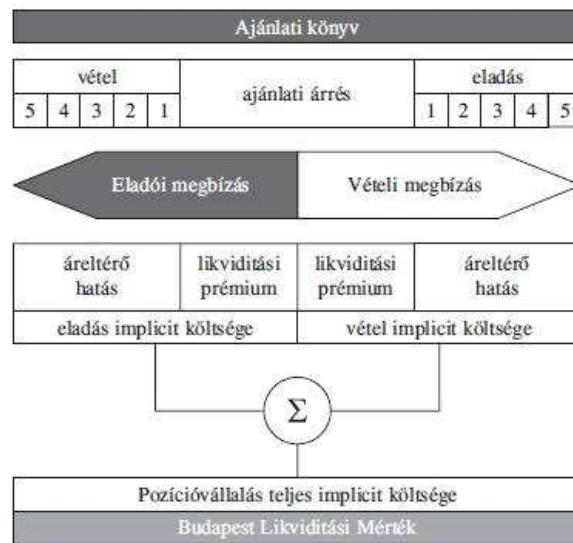 Ajánlati könyv
vétel
ajánlati árrés
eladás
5 4 3 2 1
1 2 3 4 5
Eladói megbízás
Vételi megbízás
áreltérő
hatás
likviditási
prémium
likviditási
prémium
áreltérő
hatás
eladás implicit költsége
vétel implicit költsége
Σ
Pozícióvállalás teljes implicit költsége
Budapest Likviditási Mérték